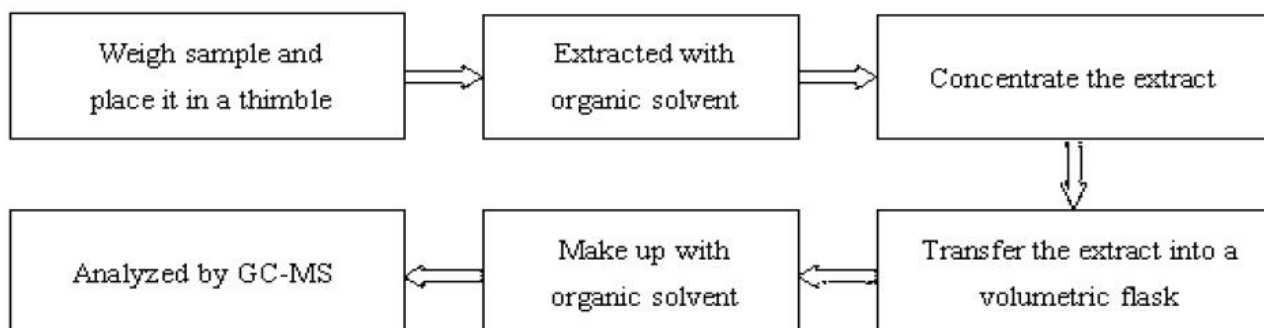 Weigh sample and
place it in a thimble
Extracted with
organic solvent
Concentrate the extract
Transfer the extract into a
volumetric flask
Make up with
organic solvent
Analyzed by GC-MS